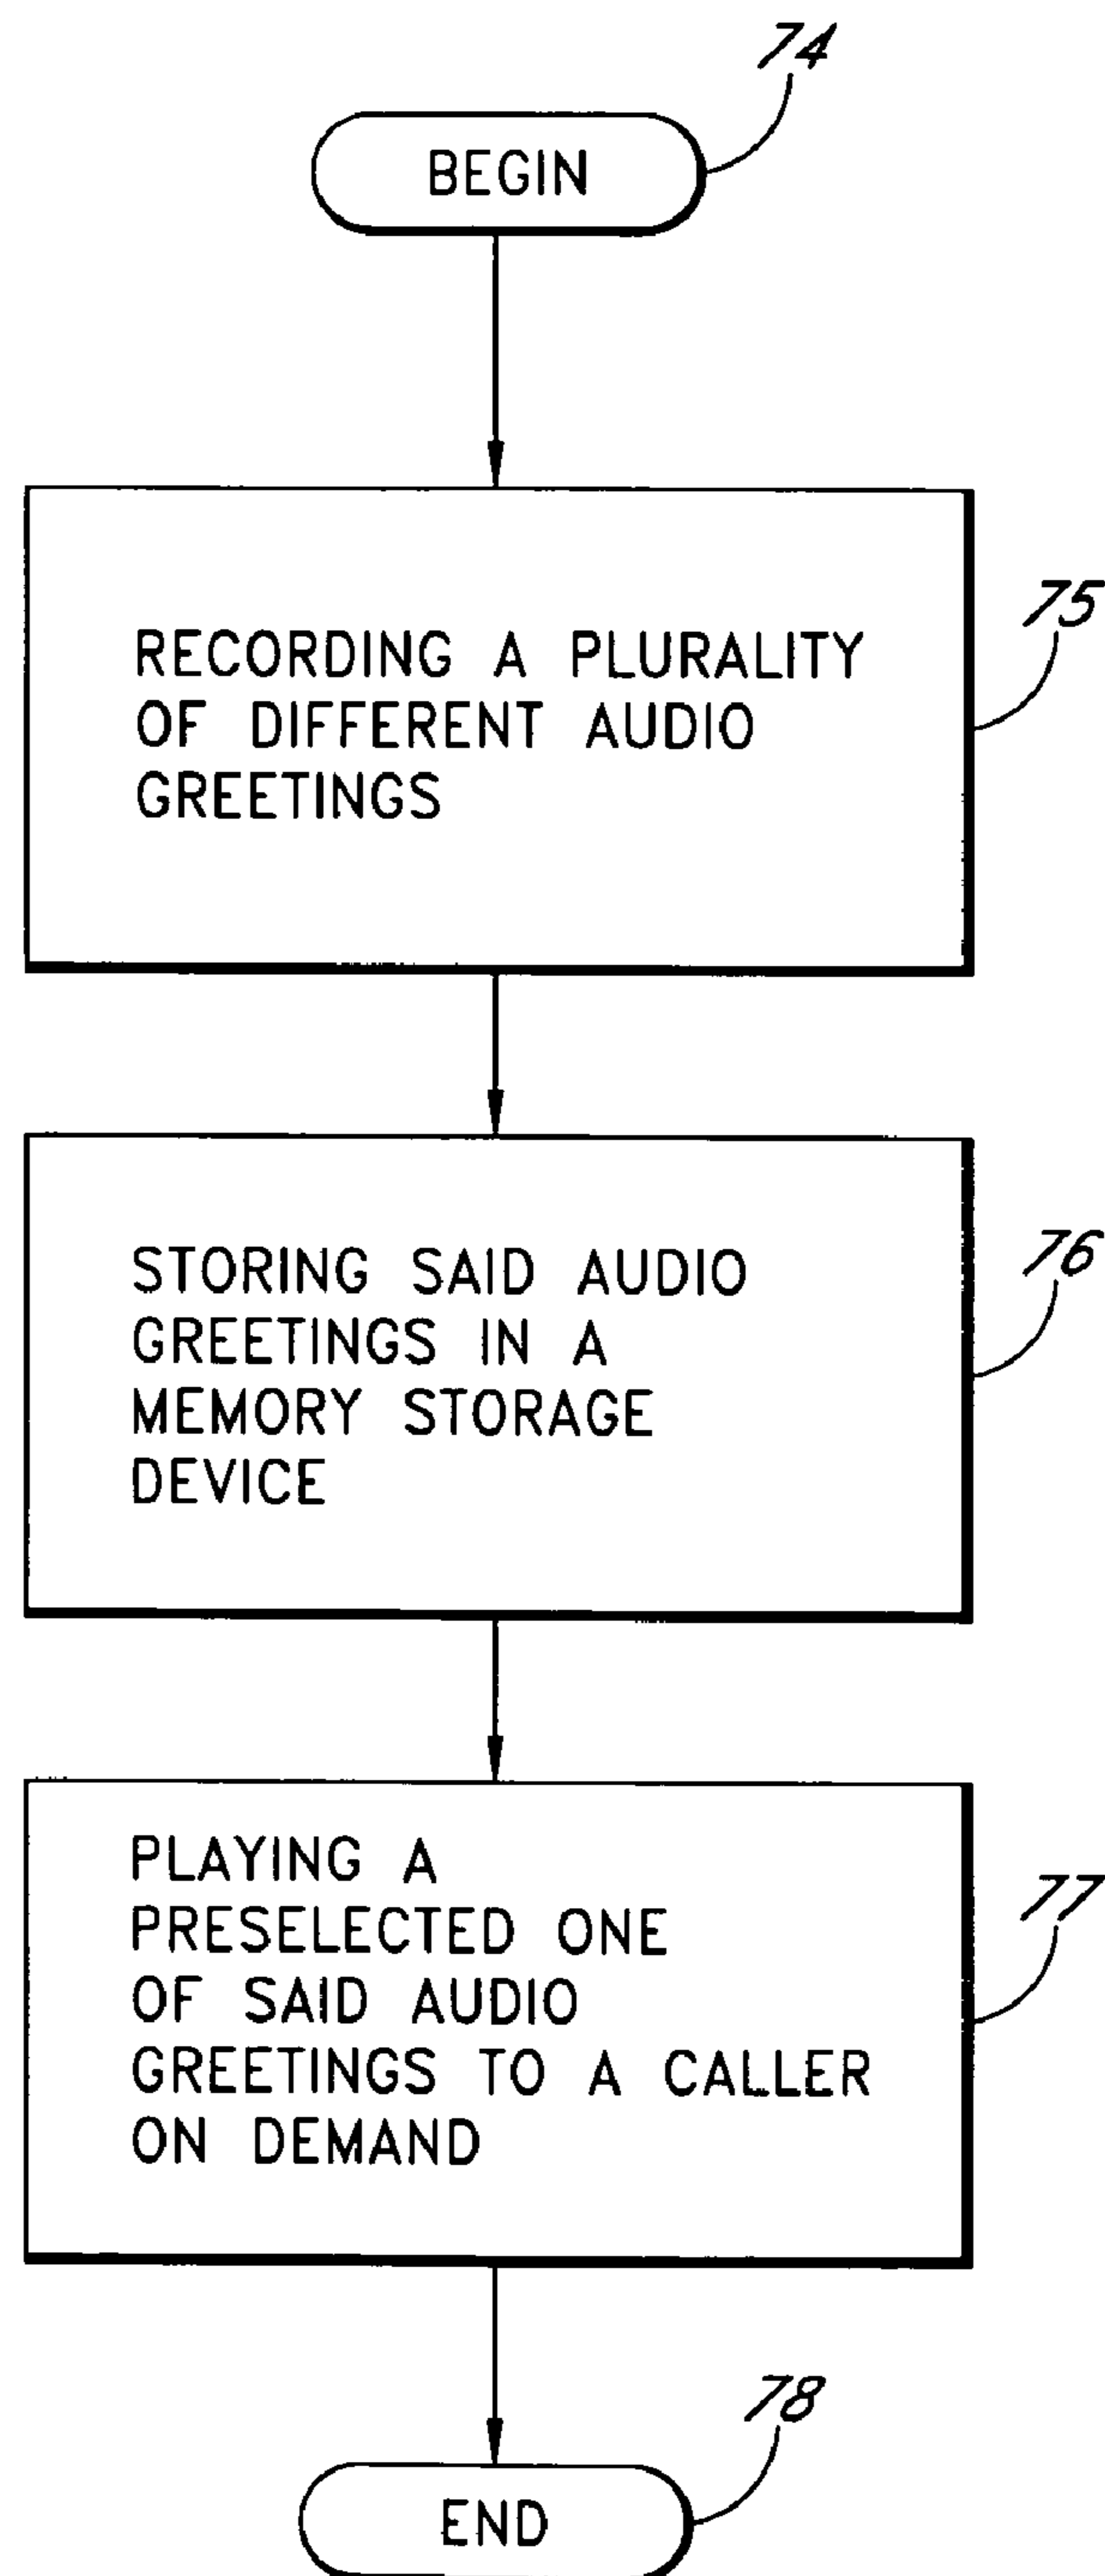 74
BEGIN
75
RECORDING A PLURALITY
OF DIFFERENT AUDIO
GREETINGS
76
STORING SAID AUDIO
GREETINGS IN A
MEMORY STORAGE
DEVICE
77
PLAYING A
PRESELECTED ONE
OF SAID AUDIO
GREETINGS TO A CALLER
ON DEMAND
78
END